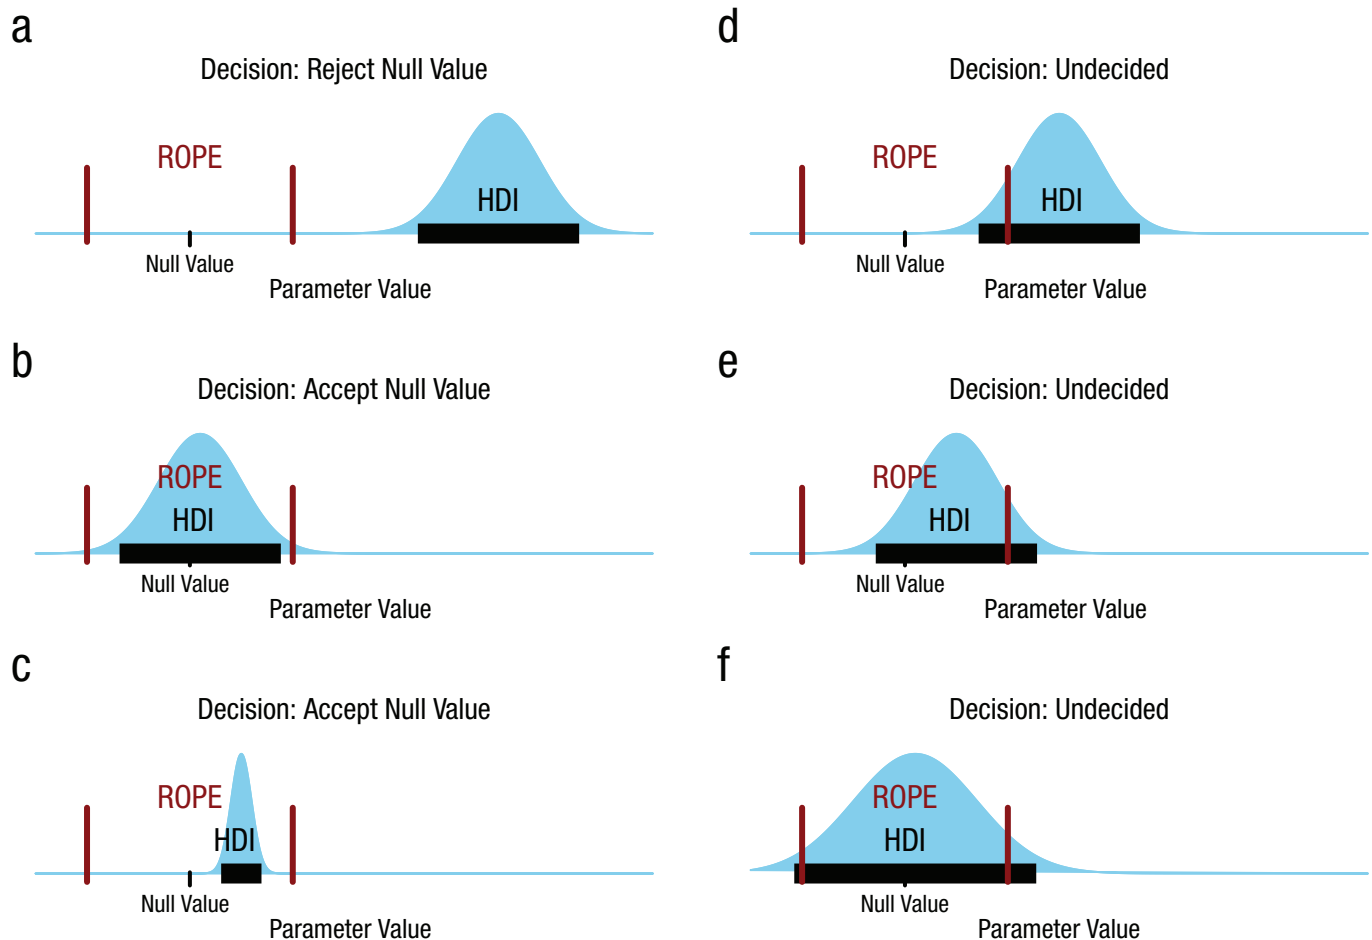 a
Decision: Reject Null Value
ROPE
HDI
Null Value
Parameter Value
b
Decision: Accept Null Value
ROPE
HDI
Null Value
Parameter Value
c
Decision: Accept Null Value
ROPE
HDI
Null Value
Parameter Value
d
Decision: Undecided
ROPE
HDI
Null Value
Parameter Value
e
Decision: Undecided
ROPE
HDI
Null Value
Parameter Value
f
Decision: Undecided
ROPE
HDI
Null Value
Parameter Value